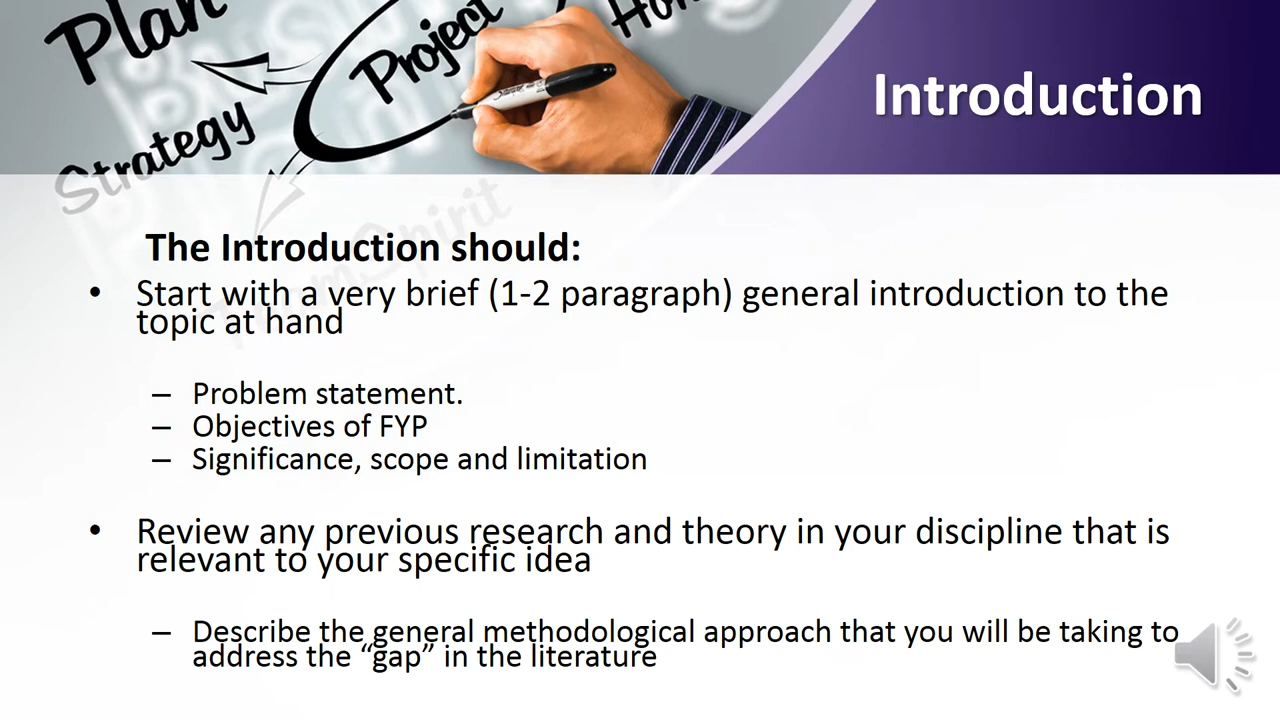 Plan
Project
Strategy
Introduction
Team Spirit
The Introduction should:
• Start with a very brief (1-2 paragraph) general introduction to the
topic at hand
– Problem statement.
– Objectives of FYP
– Significance, scope and limitation
• Review any previous research and theory in your discipline that is
relevant to your specific idea
– Describe the general methodological approach that you will be taking to
address the “gap” in the literature